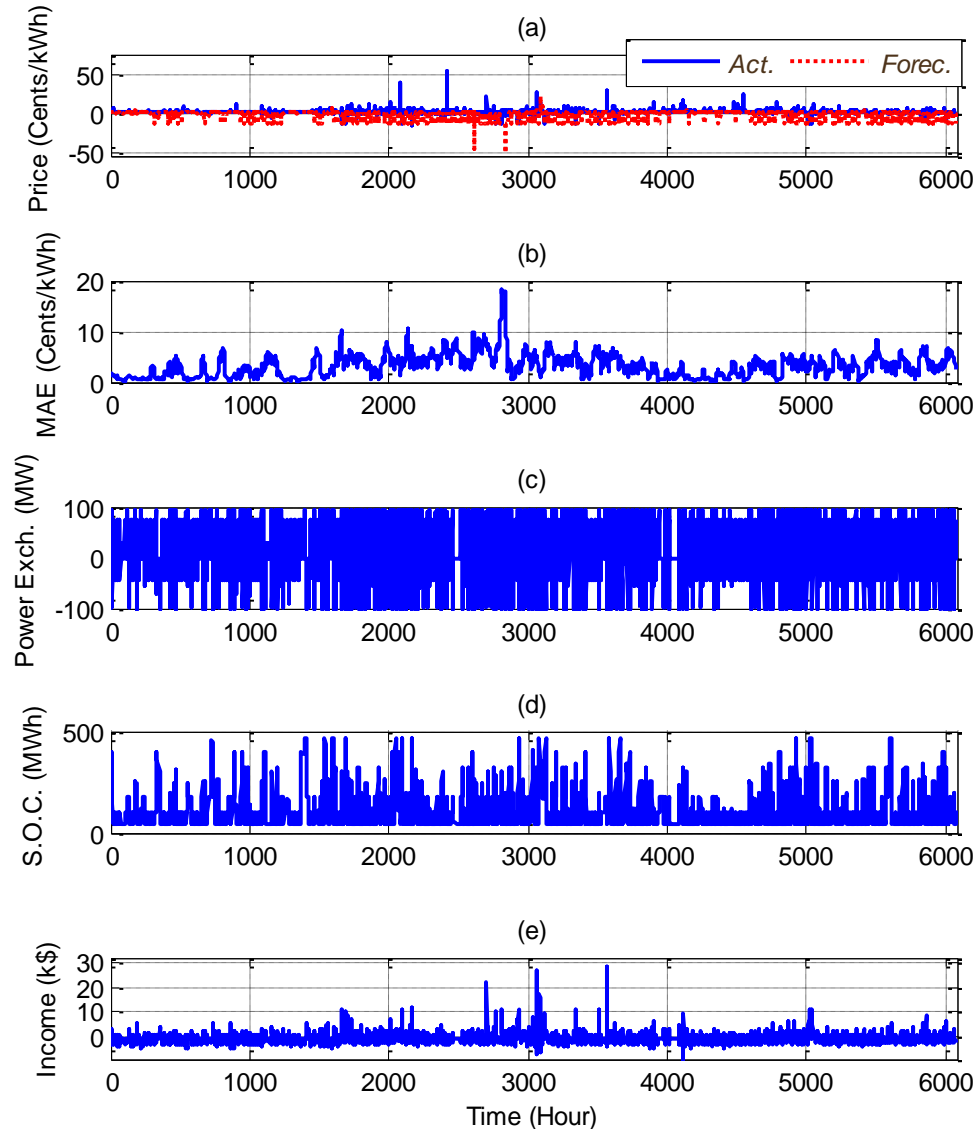 (a)
Price (Cents/kWh)
50
0
-50
Act.
Forec.
0 1000 2000 3000 4000 5000 6000
(b)
MAE (Cents/kWh)
20
10
0
0 1000 2000 3000 4000 5000 6000
(c)
Power Exch. (MW)
100
0
-100
0 1000 2000 3000 4000 5000 6000
(d)
S.O.C. (MWh)
500
0
0 1000 2000 3000 4000 5000 6000
(e)
Income (k$)
30
20
10
0
0 1000 2000 3000 4000 5000 6000
Time (Hour)